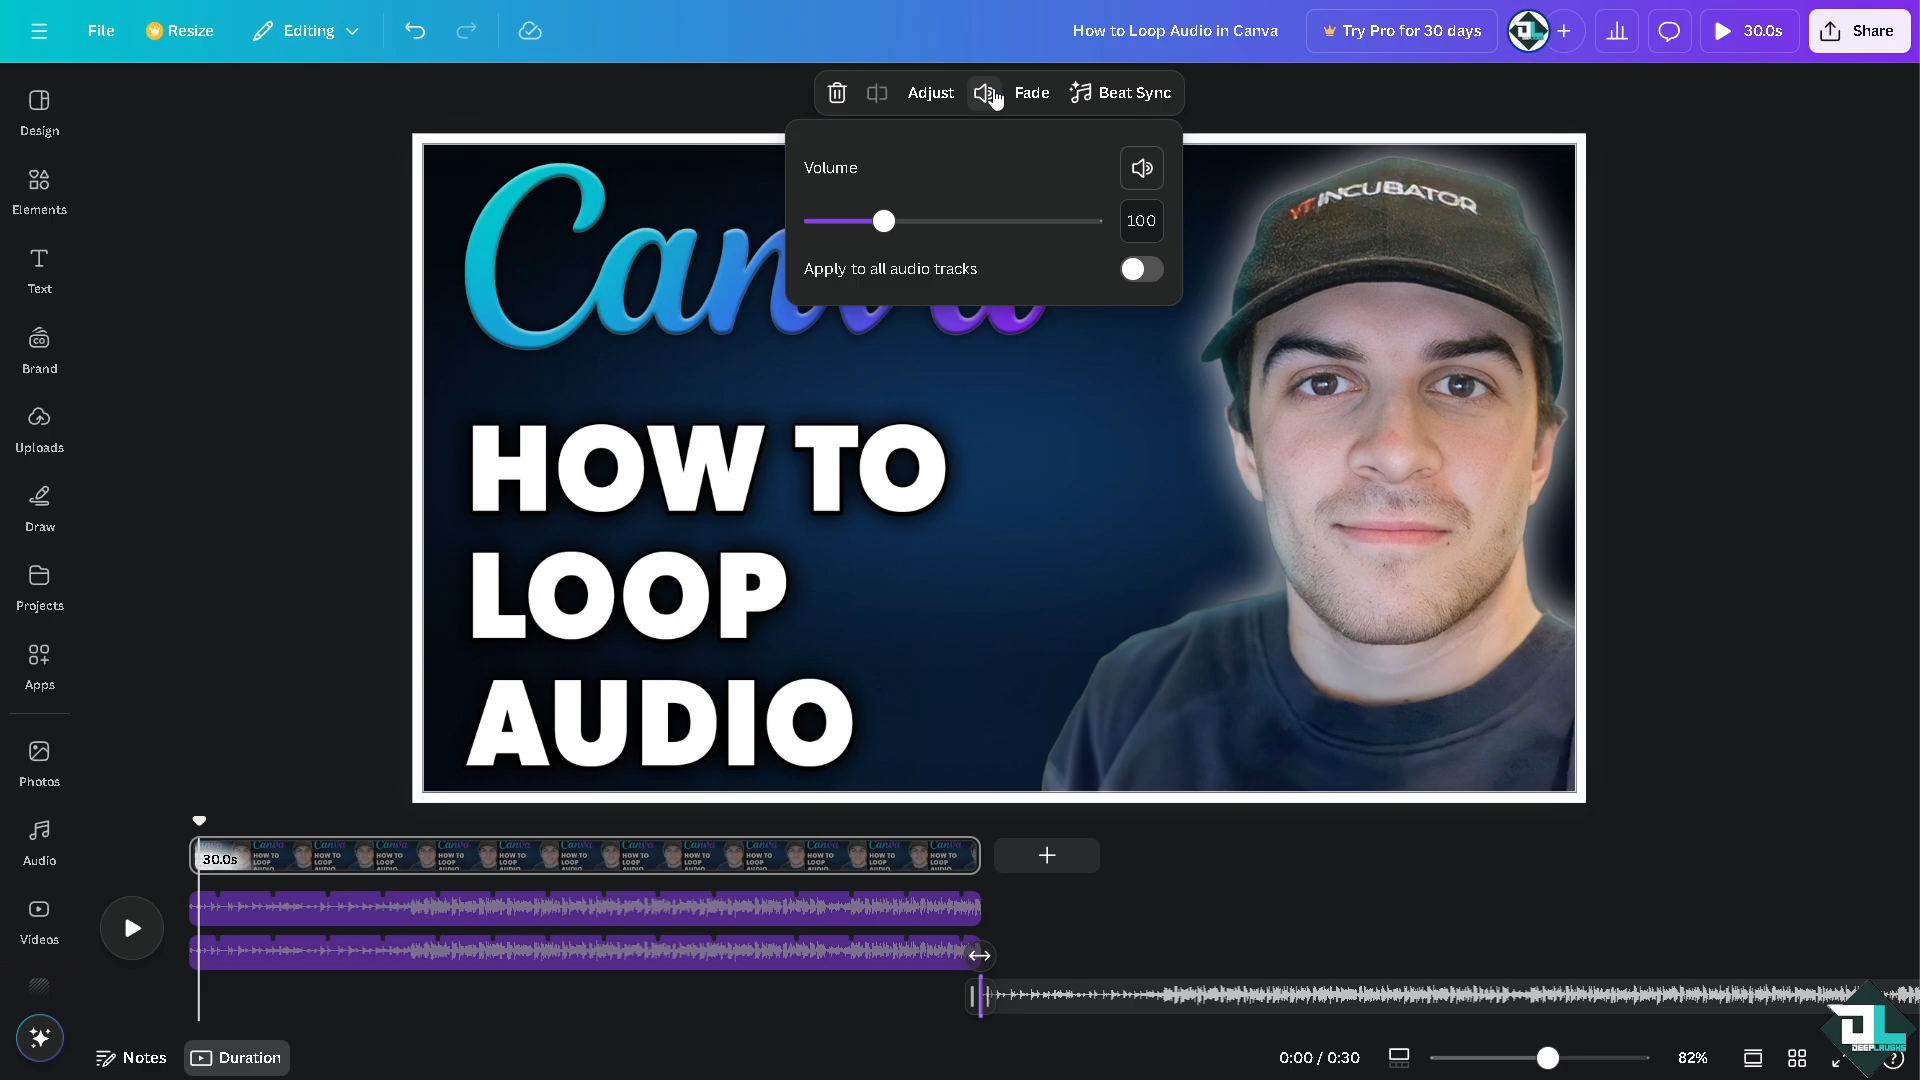 File
Resize
Editing
How to Loop Audio in Canva
Try Pro for 30 days
30.0s
Share
Adjust
Fade
Beat Sync
Volume
100
Apply to all audio tracks
Design
Elements
Text
Brand
Uploads
Draw
Projects
Apps
Photos
Audio
Videos
Canva
HOW TO
LOOP
AUDIO
YTINCUBATOR
30.0s
Notes
Duration
0:00 / 0:30
82%
DEEPLAUGHS